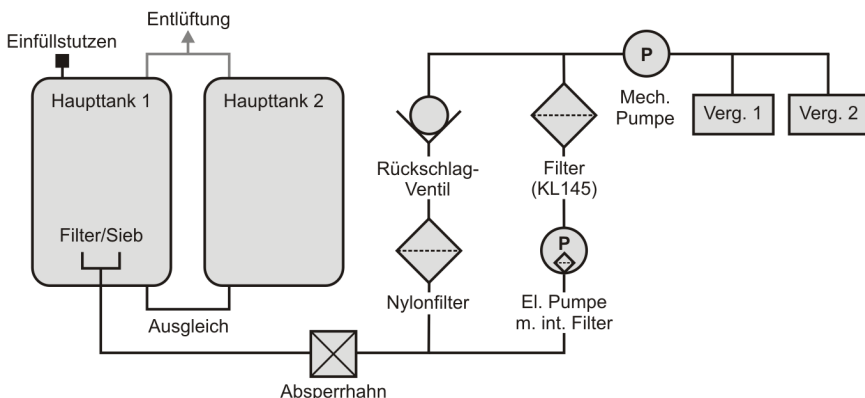 Entlüftung
Einfüllstutzen
Haupttank 1
Haupttank 2
Filter/Sieb
Ausgleich
Absperrhahn
Rückschlag-
Ventil
Nylonfilter
Filter
(KL145)
P
El. Pumpe
m. int. Filter
P
Mech.
Pumpe
Verg. 1
Verg. 2